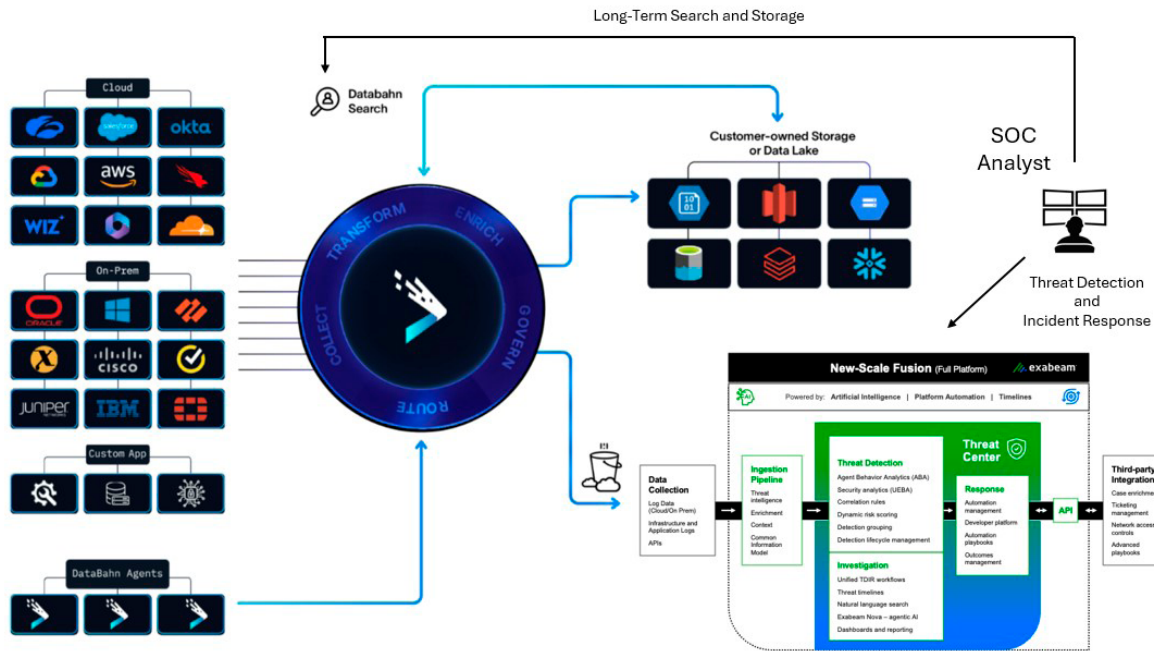 Long-Term Search and Storage
Cloud
salesforce
okta
aws
WIZ
Databahn
Search
Customer-owned Storage
or Data Lake
SOC
Analyst
Threat Detection
and
Incident Response
On-Prem
ORACLE
CISCO
JUNIPER
NETWORKS
IBM
Custom App
DataBahn Agents
TRANSFORM
ENRICH
COLLECT
GOVERN
ROUTE
10
01
New-Scale Fusion (Full Platform)
exabeam
AI
Powered by: Artificial Intelligence | Platform Automation | Timelines
Data
Collection
Log Data
(Cloud/On Prem)
Infrastructure and
Application Logs
APIs
Ingestion
Pipeline
Threat
intelligence
Enrichment
Context
Common
Information
Model
Threat Detection
Agent Behavior Analytics (ABA)
Security analytics (UEBA)
Correlation rules
Dynamic risk scoring
Detection grouping
Detection lifecycle management
Investigation
Unified TDIR workflows
Threat timelines
Natural language search
Exabeam Nova – agentic AI
Dashboards and reporting
Threat
Center
Response
Automation
management
Developer platform
Automation
playbooks
Outcomes
management
API
Third-party
Integration
Case enrichmen
Ticketing
management
Network access
controls
Advanced
playbooks